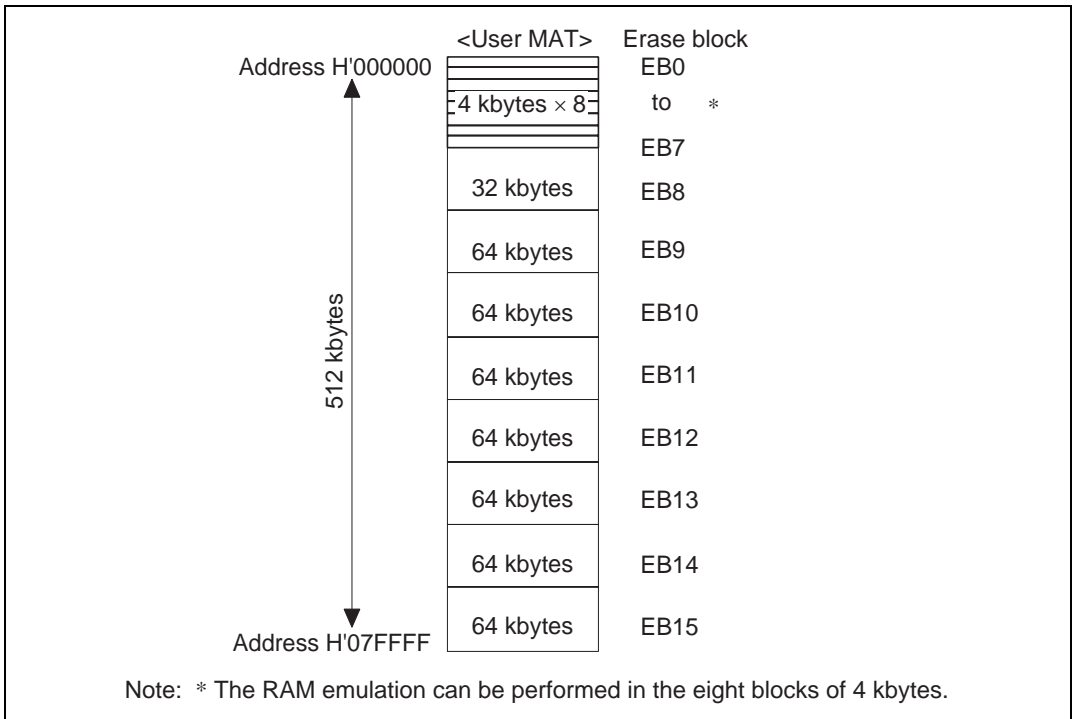 <User MAT> Erase block
Address H'000000 EB0
4 kbytes × 8 to *
EB7
32 kbytes EB8
64 kbytes EB9
64 kbytes EB10
512 kbytes
64 kbytes EB11
64 kbytes EB12
64 kbytes EB13
64 kbytes EB14
64 kbytes EB15
Address H'07FFFF
Note: * The RAM emulation can be performed in the eight blocks of 4 kbytes.